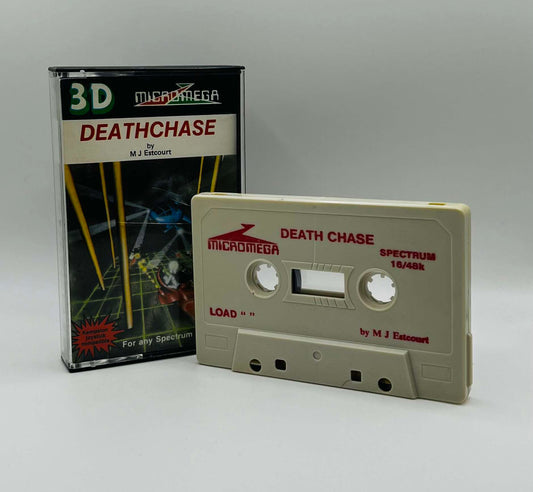 3D
MICROMEGA
DEATHCHASE
by
M J Estcourt
For any Spectrum
MICROMEGA
DEATH CHASE
SPECTRUM
16/48k
LOAD " "
by M J Estcourt